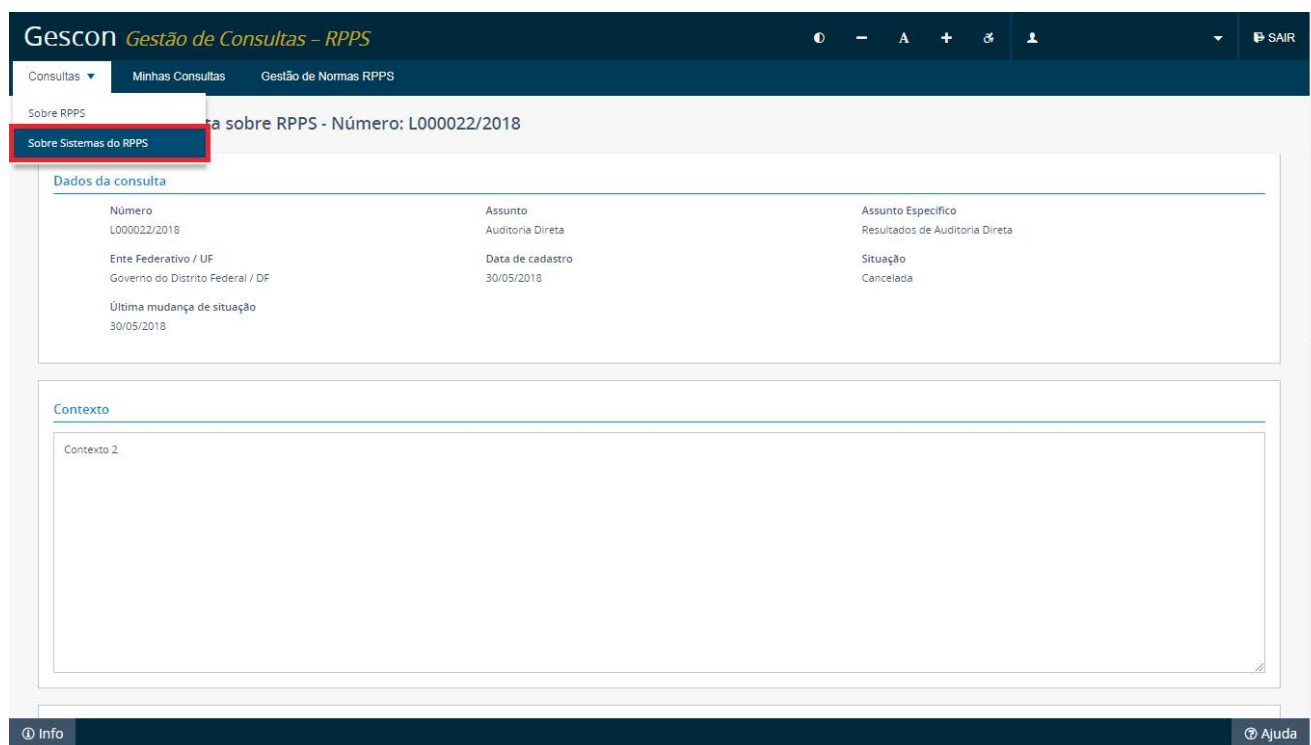 Gescon Gestão de Consultas – RPPS
A
SAIR
Consultas
Minhas Consultas
Gestão de Normas RPPS
Sobre RPPS
sobre RPPS - Número: L000022/2018
Sobre Sistemas do RPPS
Dados da consulta
Número
Assunto
Assunto Específico
L000022/2018
Auditoria Direta
Resultados de Auditoria Direta
Ente Federativo / UF
Data de cadastro
Situação
Governo do Distrito Federal / DF
30/05/2018
Cancelada
Última mudança de situação
30/05/2018
Contexto
Contexto 2
Info
Ajuda